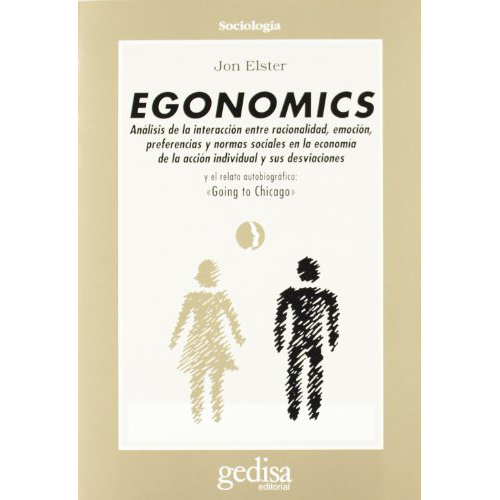 Sociología
Jon Elster
EGONOMICS
Análisis de la interacción entre racionalidad, emoción,
preferencias y normas sociales en la economía
de la acción individual y sus desviaciones
y el relato autobiográfico:
«Going to Chicago»
gedisa
editorial